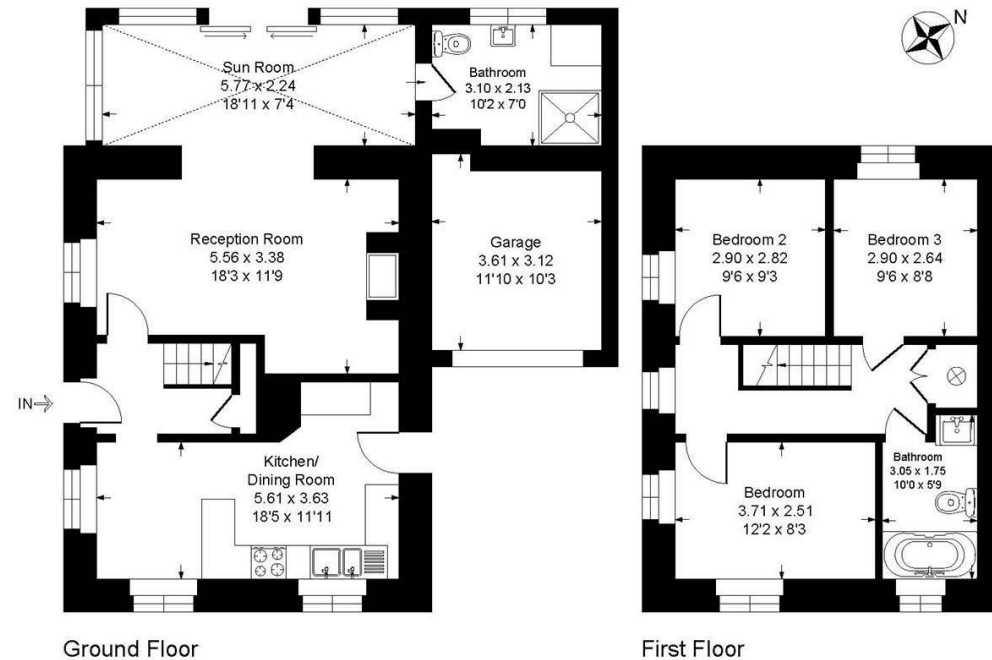 N
Sun Room
5.77 x 2.24
18'11 x 7'4
Bathroom
3.10 x 2.13
10'2 x 7'0
Reception Room
5.56 x 3.38
18'3 x 11'9
Garage
3.61 x 3.12
11'10 x 10'3
IN
Kitchen/
Dining Room
5.61 x 3.63
18'5 x 11'11
Ground Floor
Bedroom 2
2.90 x 2.82
9'6 x 9'3
Bedroom 3
2.90 x 2.64
9'6 x 8'8
Bedroom
3.71 x 2.51
12'2 x 8'3
Bathroom
3.05 x 1.75
10'0 x 5'9
First Floor